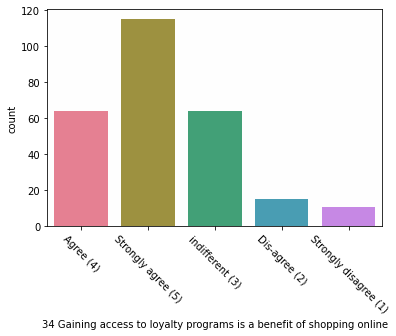 120
100
80
60
40
20
0
count
Agree (4)
Strongly agree (5)
indifferent (3)
Dis-agree (2)
Strongly disagree (1)
34 Gaining access to loyalty programs is a benefit of shopping online